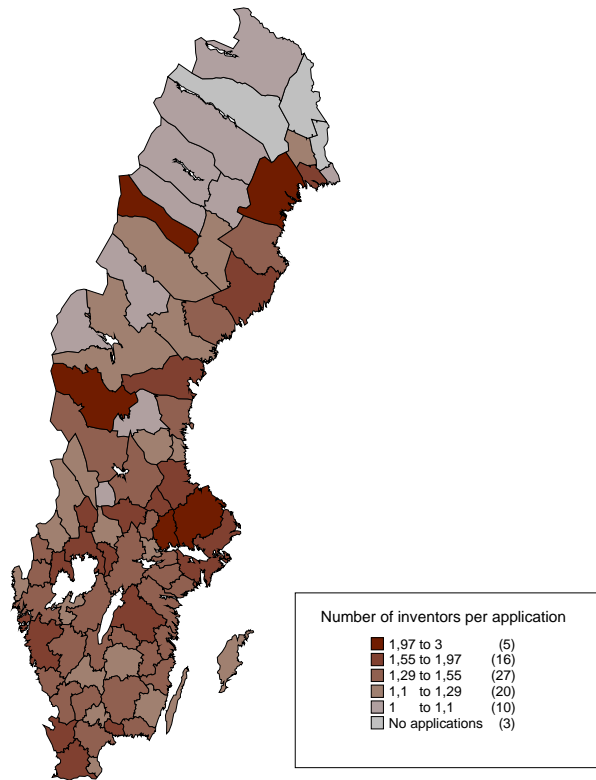 Number of inventors per application
1,97 to 3 (5)
1,55 to 1,97 (16)
1,29 to 1,55 (27)
1,1 to 1,29 (20)
1 to 1,1 (10)
No applications (3)